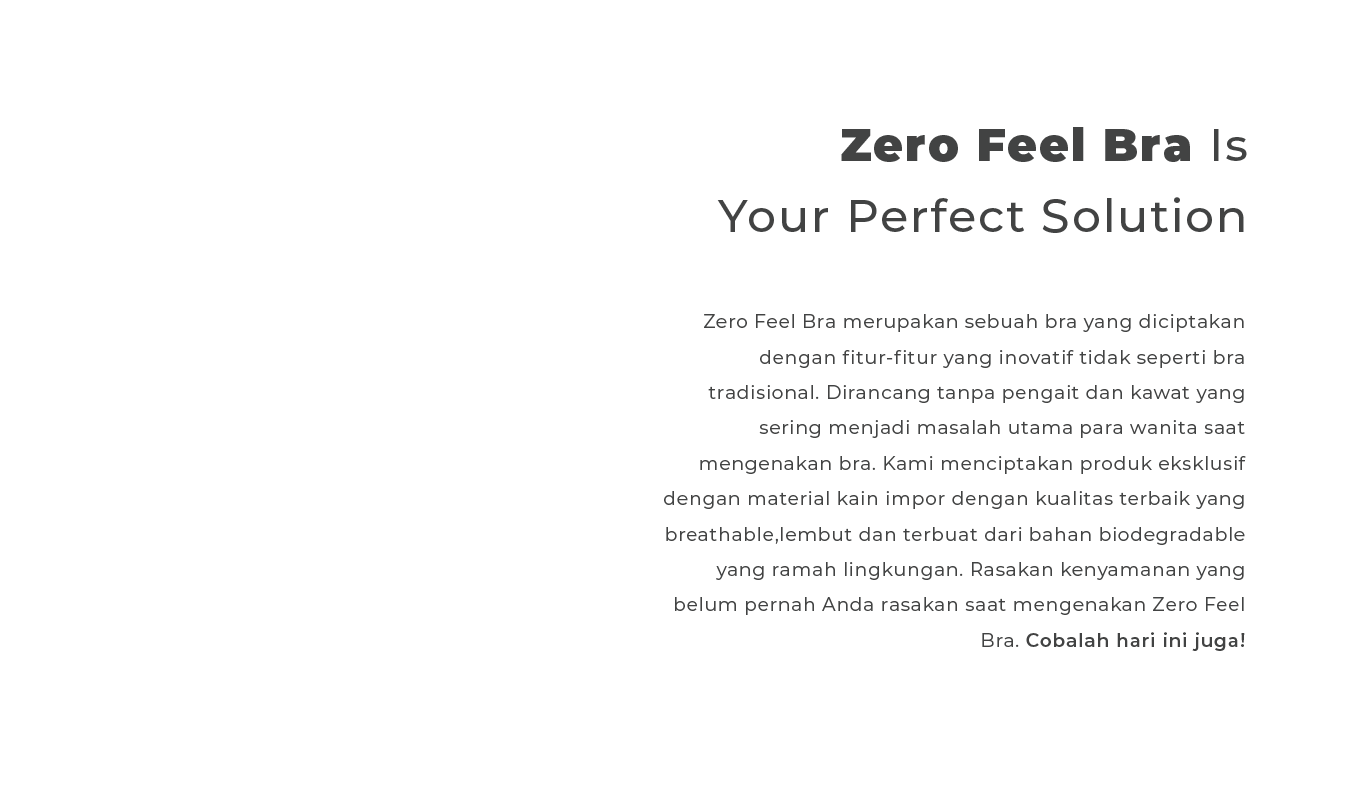 Zero Feel Bra Is
Your Perfect Solution
Zero Feel Bra merupakan sebuah bra yang diciptakan
dengan fitur-fitur yang inovatif tidak seperti bra
tradisional. Dirancang tanpa pengait dan kawat yang
sering menjadi masalah utama para wanita saat
mengenakan bra. Kami menciptakan produk eksklusif
dengan material kain impor dengan kualitas terbaik yang
breathable,lembut dan terbuat dari bahan biodegradable
yang ramah lingkungan. Rasakan kenyamanan yang
belum pernah Anda rasakan saat mengenakan Zero Feel
Bra. Cobalah hari ini juga!